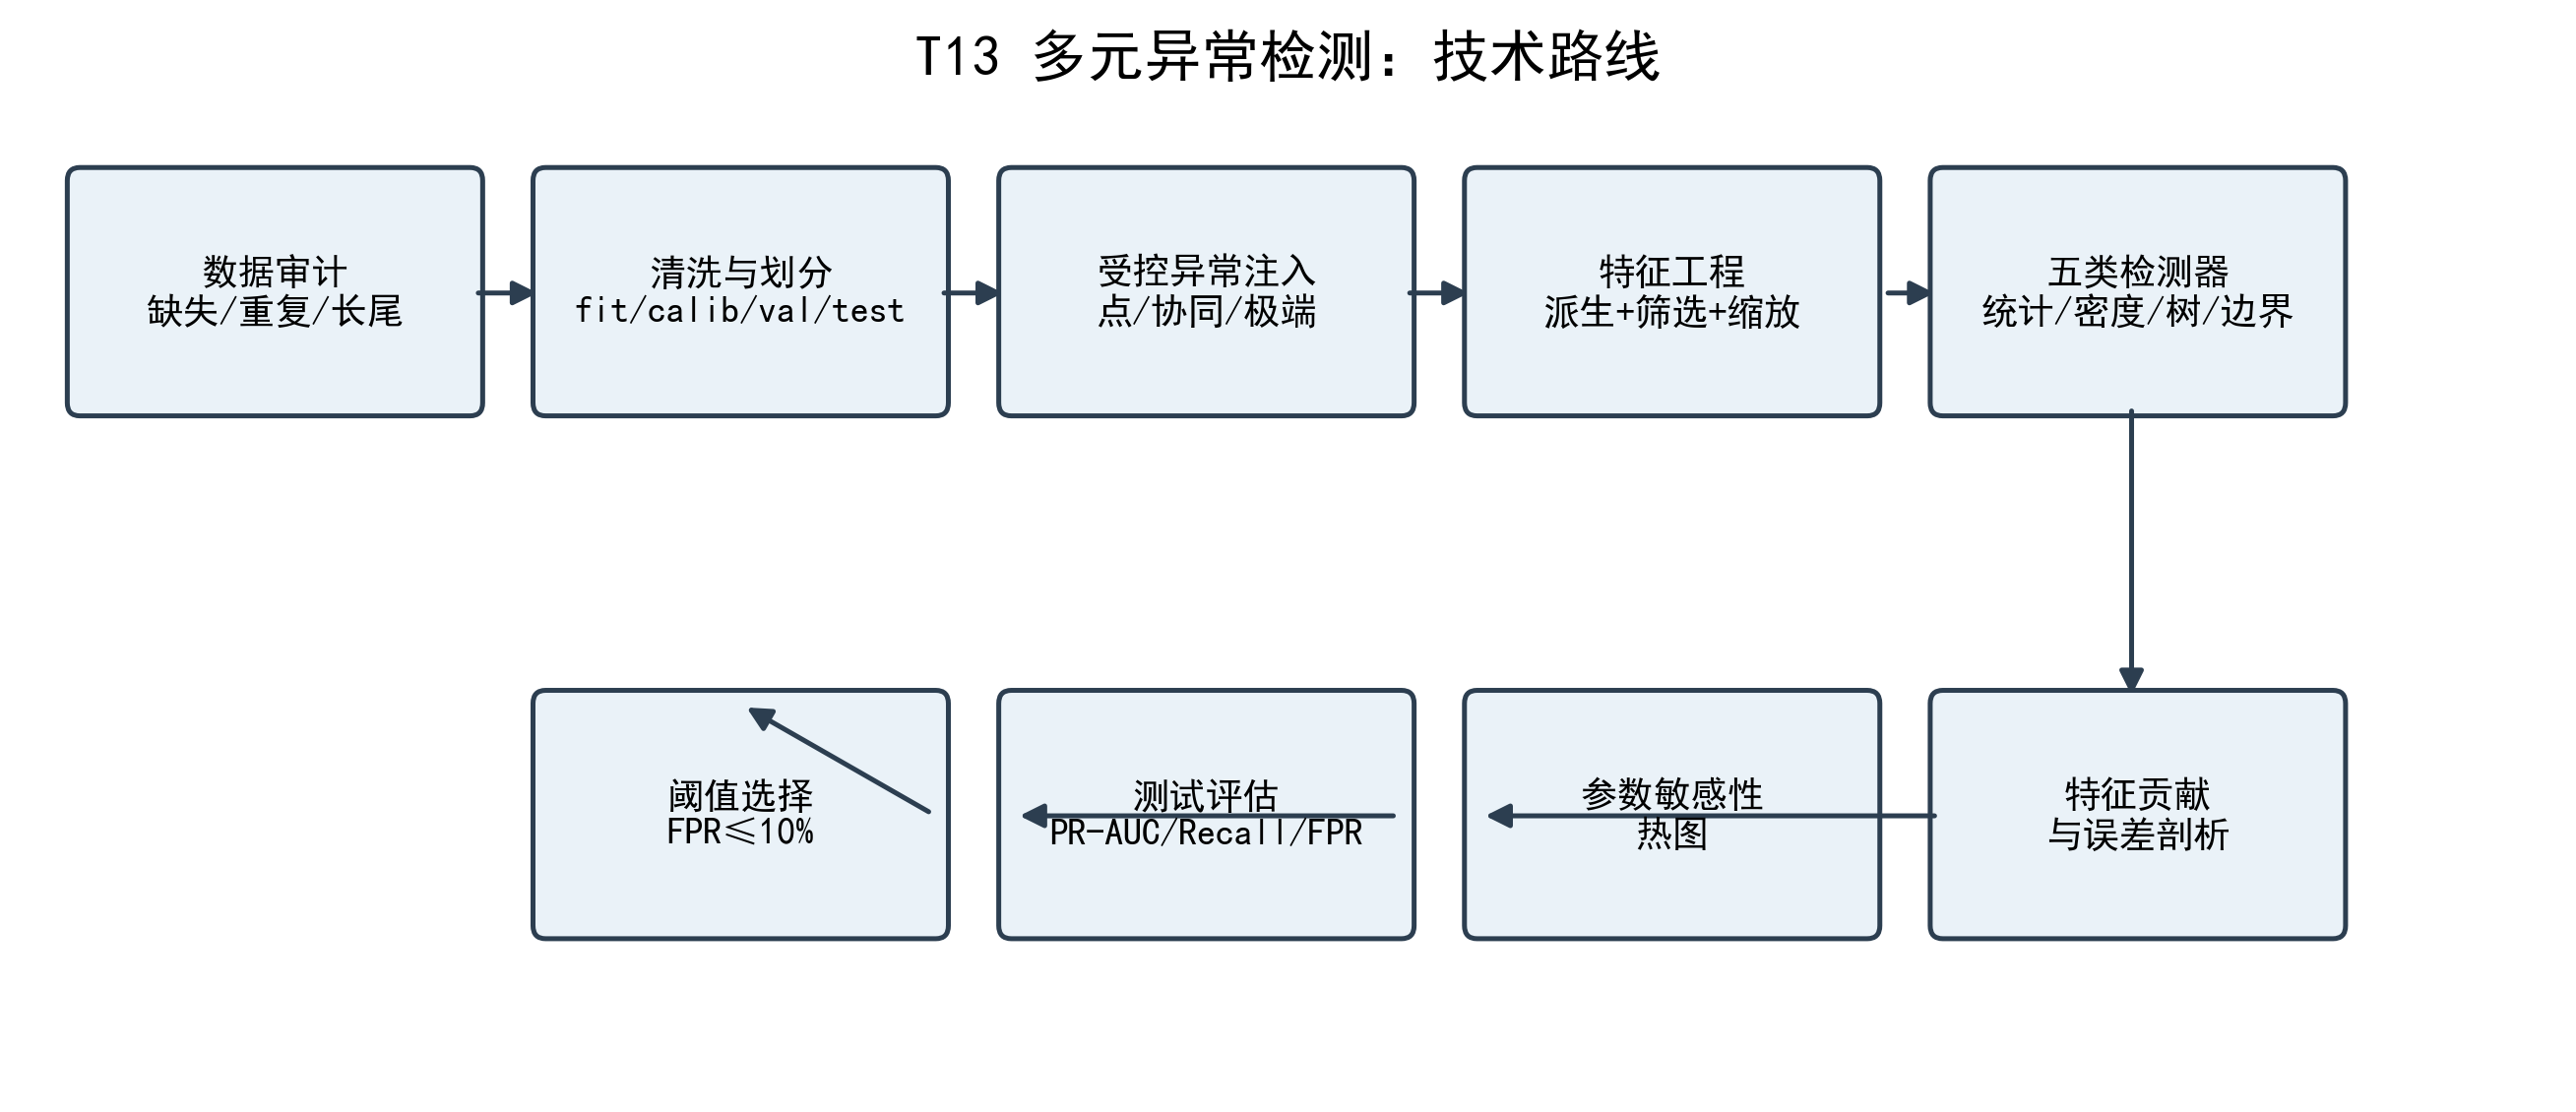 T13 多元异常检测：技术路线
数据审计
缺失/重复/长尾
清洗与划分
fit/calib/val/test
受控异常注入
点/协同/极端
特征工程
派生+筛选+缩放
五类检测器
统计/密度/树/边界
阈值选择
FPR≤10%
测试评估
PR-AUC/Recall/FPR
参数敏感性
热图
特征贡献
与误差剖析